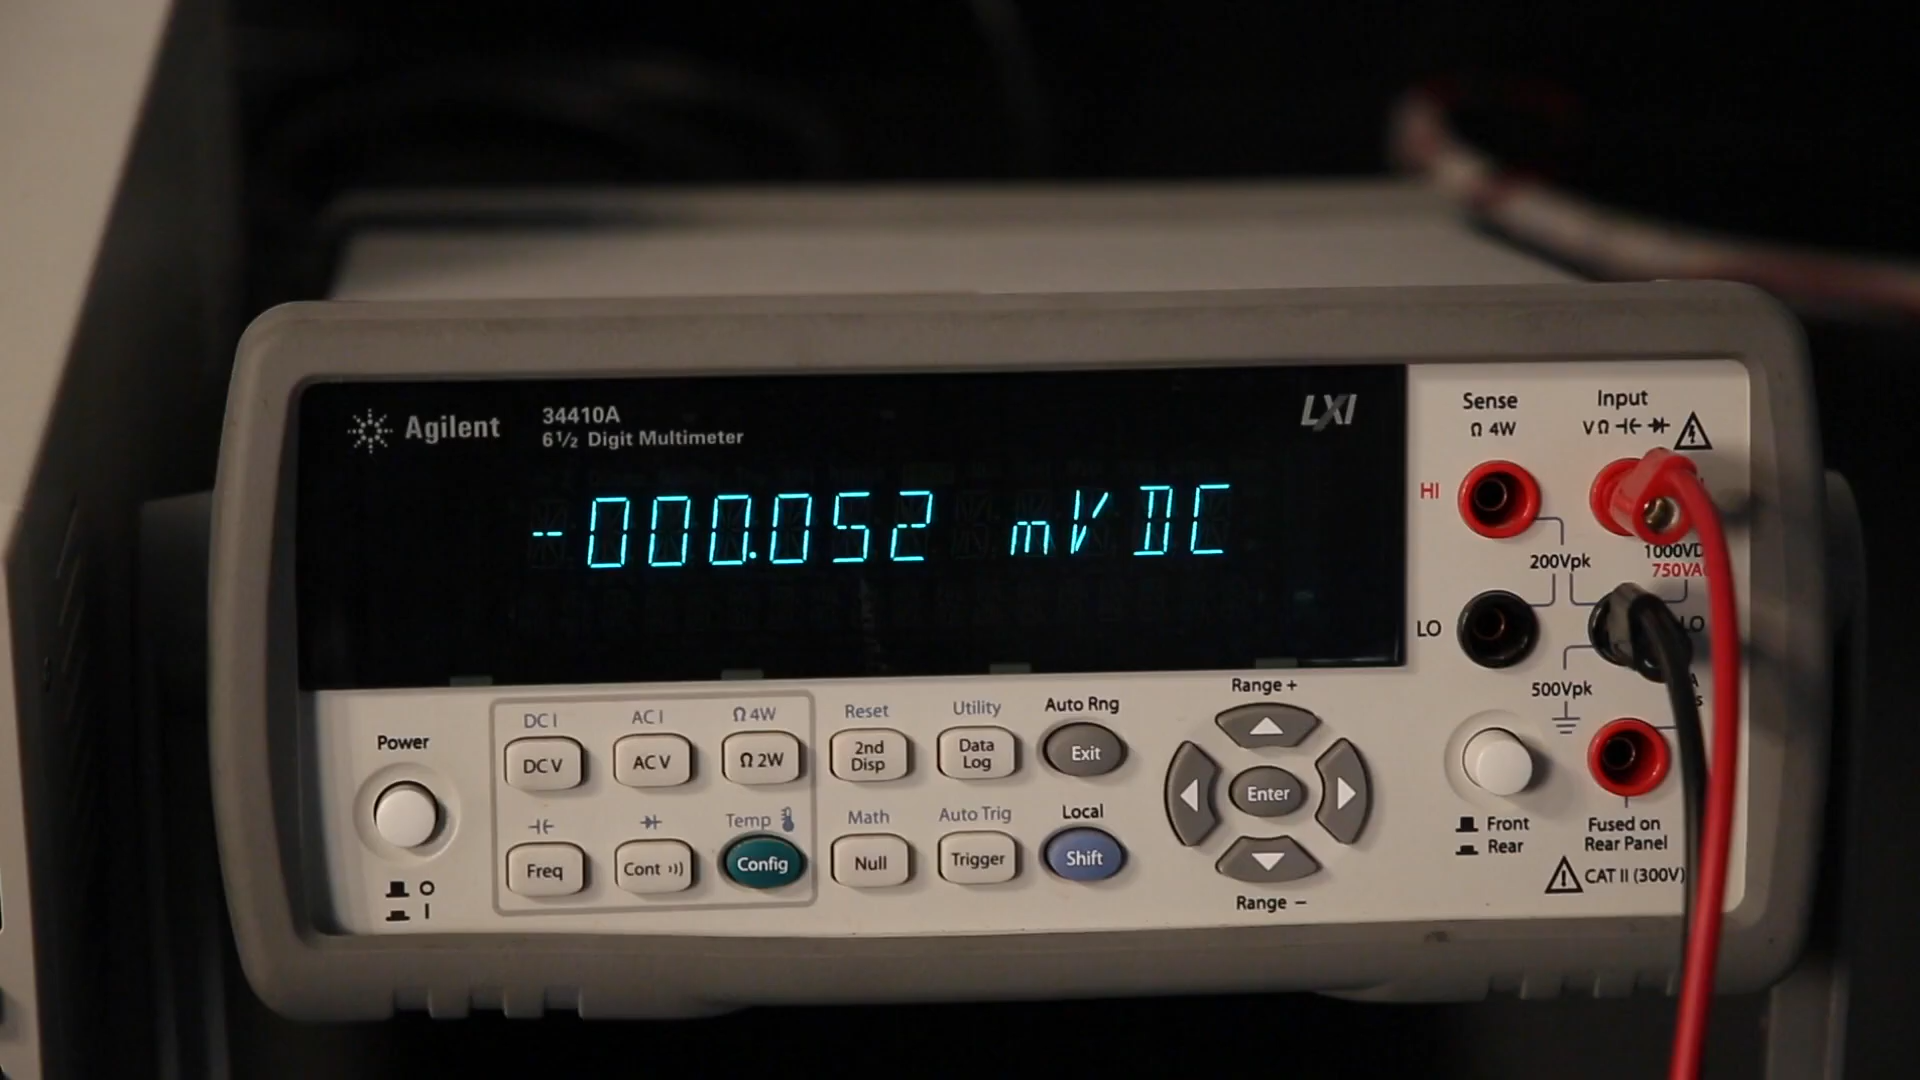 Agilent
34410A
6½ Digit Multimeter
LXI
-000.052 mV DC
Power
O
I
DC I
AC I
Ω 4W
DC V
AC V
Ω 2W
Temp
Freq
Cont
Config
Reset
Utility
Auto Rng
2nd Disp
Data Log
Exit
Math
Auto Trig
Local
Null
Trigger
Shift
Range +
Enter
Range −
Sense
Ω 4W
Input
V Ω
HI
200Vpk
750VA
LO
LO
500Vpk
Front
Rear
Fused on
Rear Panel
CAT II (300V)